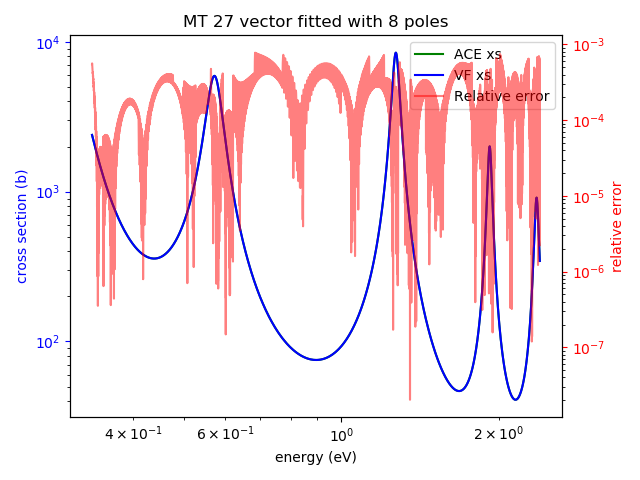 MT 27 vector fitted with 8 poles
10⁴
10³
10²
cross section (b)
ACE xs
VF xs
Relative error
10⁻³
10⁻⁴
10⁻⁵
10⁻⁶
10⁻⁷
relative error
4 × 10⁻¹ 6 × 10⁻¹ 10⁰ 2 × 10⁰
energy (eV)